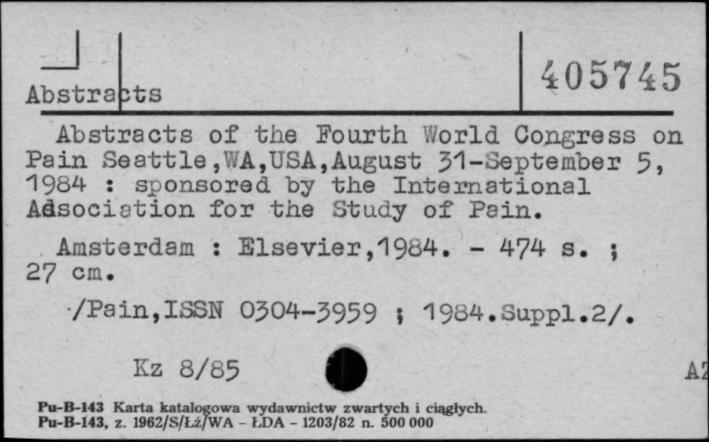 405745
Abstracts
Abstracts of the Fourth World Congress on
Pain Seattle,WA,USA,August 31-September 5,
1984 : sponsored by the International
Adsociation for the Study of Pain.
Amsterdam : Elsevier,1984. - 474 s. ;
27 cm.
/Pain,ISSN 0304-3959 ; 1984.Suppl.2/.
Kz 8/85
Pu-B-143 Karta katalogowa wydawnictw zwartych i ciągłych.
Pu-B-143, z. 1962/S/Łż/WA - ŁDA - 1203/82 n. 500 000